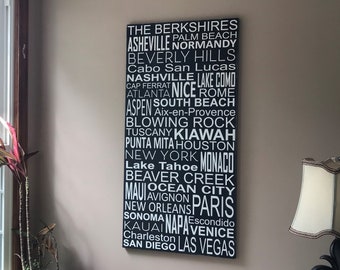 THE BERKSHIRES
ASHEVILLE PALM BEACH NORMANDY
BEVERLY HILLS
Cabo San Lucas
NASHVILLE LAKE COMO
CAP FERRAT NICE ROME
ATLANTA
ASPEN SOUTH BEACH
Aix-en-Provence
BLOWING ROCK
TUSCANY KIAWAH
PUNTA MITA HOUSTON
NEW YORK MONACO
Lake Tahoe
BEAVER CREEK
MAUI OCEAN CITY
AVIGNON PARIS
NEW ORLEANS
SONOMA NAPA EXPLORER
KAUAI VENICE
Charleston LAS VEGAS
SAN DIEGO